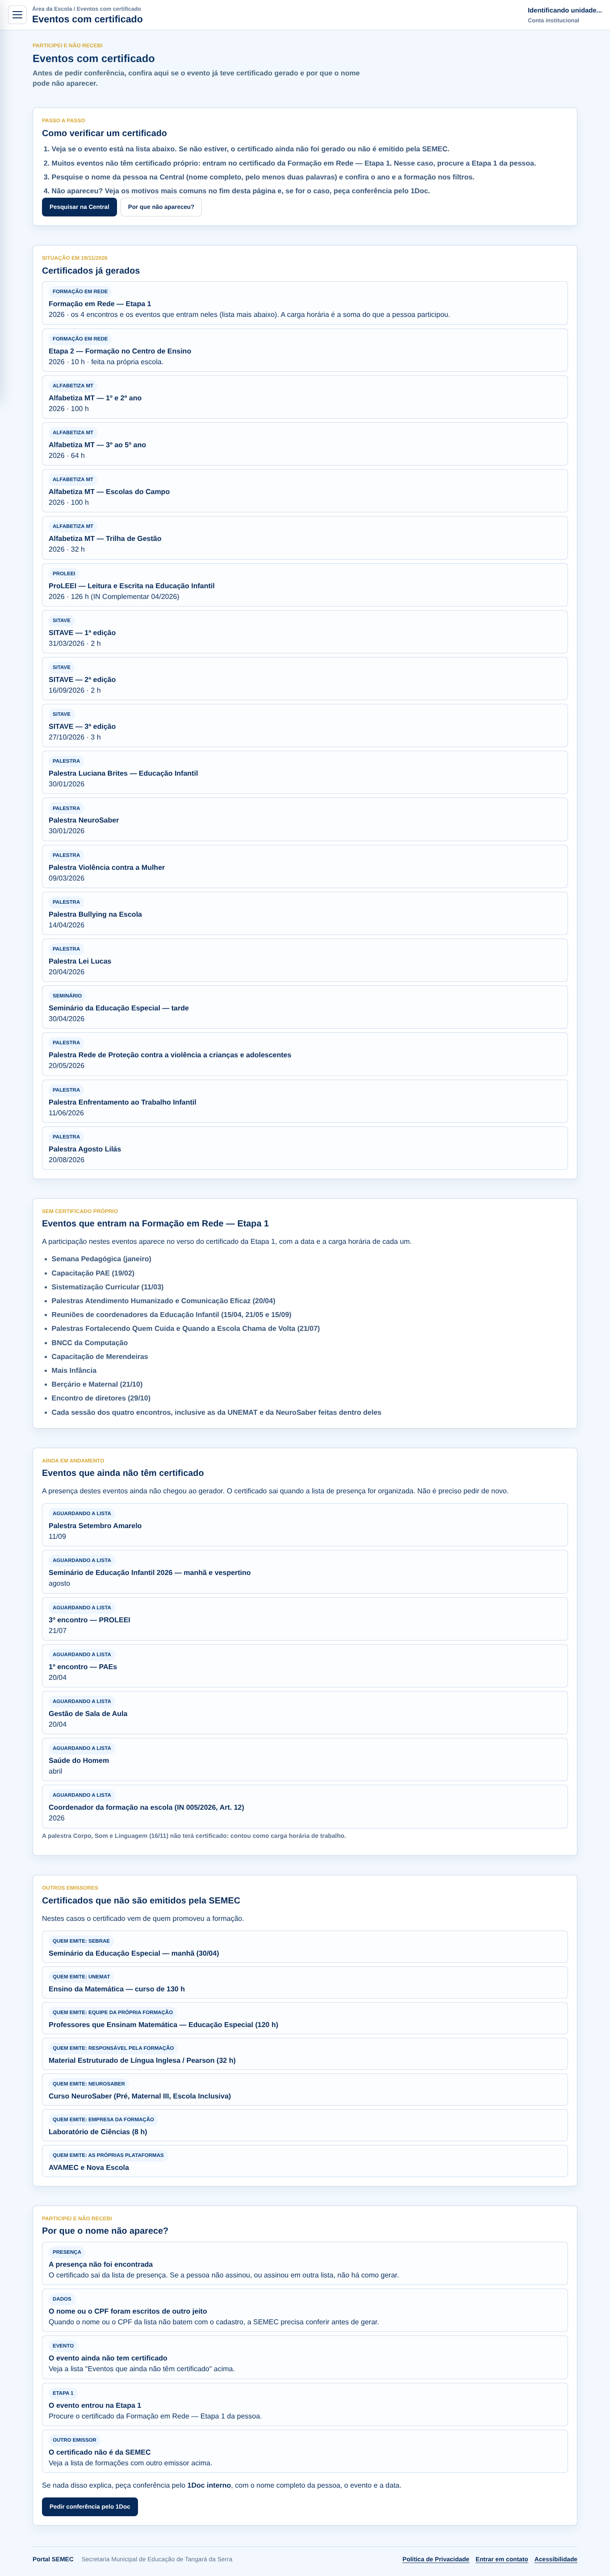 Área da Escola / Eventos com certificado
Eventos com certificado
Identificando unidade...
Conta institucional
PARTICIPEI E NÃO RECEBI
Eventos com certificado
Antes de pedir conferência, confira aqui se o evento já teve certificado gerado e por que o nome
pode não aparecer.
PASSO A PASSO
Como verificar um certificado
1. Veja se o evento está na lista abaixo. Se não estiver, o certificado ainda não foi gerado ou não é emitido pela SEMEC.
2. Muitos eventos não têm certificado próprio: entram no certificado da Formação em Rede — Etapa 1. Nesse caso, procure a Etapa 1 da pessoa.
3. Pesquise o nome da pessoa na Central (nome completo, pelo menos duas palavras) e confira o ano e a formação nos filtros.
4. Não apareceu? Veja os motivos mais comuns no fim desta página e, se for o caso, peça conferência pelo 1Doc.
Pesquisar na Central
Por que não apareceu?
SITUAÇÃO EM 19/11/2026
Certificados já gerados
FORMAÇÃO EM REDE
Formação em Rede — Etapa 1
2026 · os 4 encontros e os eventos que entram neles (lista mais abaixo). A carga horária é a soma do que a pessoa participou.
FORMAÇÃO EM REDE
Etapa 2 — Formação no Centro de Ensino
2026 · 10 h · feita na própria escola.
ALFABETIZA MT
Alfabetiza MT — 1º e 2º ano
2026 · 100 h
ALFABETIZA MT
Alfabetiza MT — 3º ao 5º ano
2026 · 64 h
ALFABETIZA MT
Alfabetiza MT — Escolas do Campo
2026 · 100 h
ALFABETIZA MT
Alfabetiza MT — Trilha de Gestão
2026 · 32 h
PROLEEI
ProLEEI — Leitura e Escrita na Educação Infantil
2026 · 126 h (IN Complementar 04/2026)
SITAVE
SITAVE — 1ª edição
31/03/2026 · 2 h
SITAVE
SITAVE — 2ª edição
16/09/2026 · 2 h
SITAVE
SITAVE — 3ª edição
27/10/2026 · 3 h
PALESTRA
Palestra Luciana Brites — Educação Infantil
30/01/2026
PALESTRA
Palestra NeuroSaber
30/01/2026
PALESTRA
Palestra Violência contra a Mulher
09/03/2026
PALESTRA
Palestra Bullying na Escola
14/04/2026
PALESTRA
Palestra Lei Lucas
20/04/2026
SEMINÁRIO
Seminário da Educação Especial — tarde
30/04/2026
PALESTRA
Palestra Rede de Proteção contra a violência a crianças e adolescentes
20/05/2026
PALESTRA
Palestra Enfrentamento ao Trabalho Infantil
11/06/2026
PALESTRA
Palestra Agosto Lilás
20/08/2026
SEM CERTIFICADO PRÓPRIO
Eventos que entram na Formação em Rede — Etapa 1
A participação nestes eventos aparece no verso do certificado da Etapa 1, com a data e a carga horária de cada um.
• Semana Pedagógica (janeiro)
• Capacitação PAE (19/02)
• Sistematização Curricular (11/03)
• Palestras Atendimento Humanizado e Comunicação Eficaz (20/04)
• Reuniões de coordenadores da Educação Infantil (15/04, 21/05 e 15/09)
• Palestras Fortalecendo Quem Cuida e Quando a Escola Chama de Volta (21/07)
• BNCC da Computação
• Capacitação de Merendeiras
• Mais Infância
• Berçário e Maternal (21/10)
• Encontro de diretores (29/10)
• Cada sessão dos quatro encontros, inclusive as da UNEMAT e da NeuroSaber feitas dentro deles
AINDA EM ANDAMENTO
Eventos que ainda não têm certificado
A presença destes eventos ainda não chegou ao gerador. O certificado sai quando a lista de presença for organizada. Não é preciso pedir de novo.
AGUARDANDO A LISTA
Palestra Setembro Amarelo
11/09
AGUARDANDO A LISTA
Seminário de Educação Infantil 2026 — manhã e vespertino
agosto
AGUARDANDO A LISTA
3º encontro — PROLEEI
21/07
AGUARDANDO A LISTA
1º encontro — PAEs
20/04
AGUARDANDO A LISTA
Gestão de Sala de Aula
20/04
AGUARDANDO A LISTA
Saúde do Homem
abril
AGUARDANDO A LISTA
Coordenador da formação na escola (IN 005/2026, Art. 12)
2026
A palestra Corpo, Som e Linguagem (16/11) não terá certificado: contou como carga horária de trabalho.
OUTROS EMISSORES
Certificados que não são emitidos pela SEMEC
Nestes casos o certificado vem de quem promoveu a formação.
QUEM EMITE: SEBRAE
Seminário da Educação Especial — manhã (30/04)
QUEM EMITE: UNEMAT
Ensino da Matemática — curso de 130 h
QUEM EMITE: EQUIPE DA PRÓPRIA FORMAÇÃO
Professores que Ensinam Matemática — Educação Especial (120 h)
QUEM EMITE: RESPONSÁVEL PELA FORMAÇÃO
Material Estruturado de Língua Inglesa / Pearson (32 h)
QUEM EMITE: NEUROSABER
Curso NeuroSaber (Pré, Maternal III, Escola Inclusiva)
QUEM EMITE: EMPRESA DA FORMAÇÃO
Laboratório de Ciências (8 h)
QUEM EMITE: AS PRÓPRIAS PLATAFORMAS
AVAMEC e Nova Escola
PARTICIPEI E NÃO RECEBI
Por que o nome não aparece?
PRESENÇA
A presença não foi encontrada
O certificado sai da lista de presença. Se a pessoa não assinou, ou assinou em outra lista, não há como gerar.
DADOS
O nome ou o CPF foram escritos de outro jeito
Quando o nome ou o CPF da lista não batem com o cadastro, a SEMEC precisa conferir antes de gerar.
EVENTO
O evento ainda não tem certificado
Veja a lista "Eventos que ainda não têm certificado" acima.
ETAPA 1
O evento entrou na Etapa 1
Procure o certificado da Formação em Rede — Etapa 1 da pessoa.
OUTRO EMISSOR
O certificado não é da SEMEC
Veja a lista de formações com outro emissor acima.
Se nada disso explica, peça conferência pelo 1Doc interno, com o nome completo da pessoa, o evento e a data.
Pedir conferência pelo 1Doc
Portal SEMEC
Secretaria Municipal de Educação de Tangará da Serra
Política de Privacidade
Entrar em contato
Acessibilidade